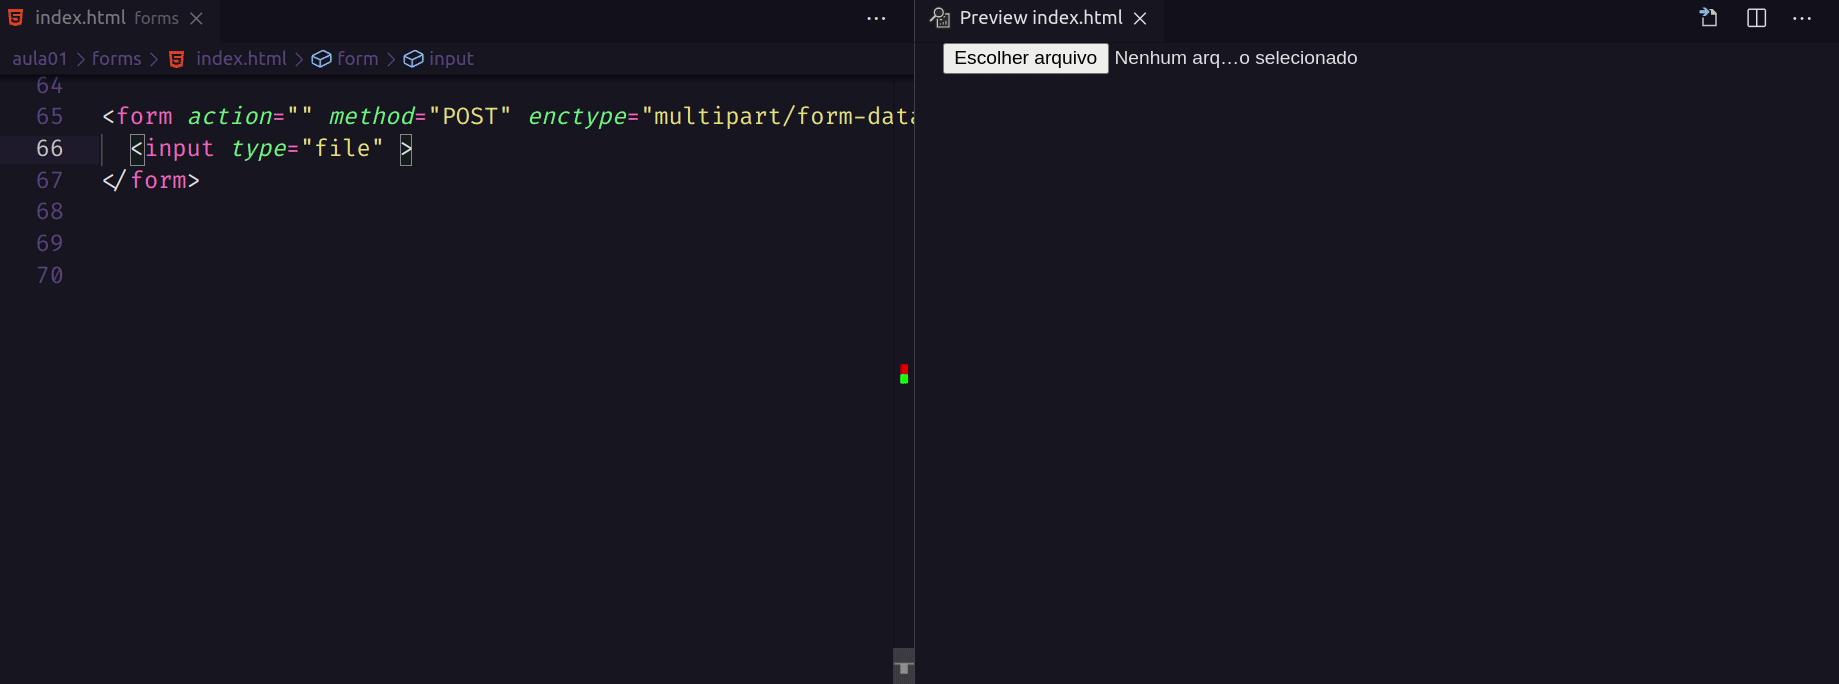 index.html forms
Preview index.html
aula01 > forms > index.html > form > input
Escolher arquivo Nenhum arq...o selecionado
64
65 <form action="" method="POST" enctype="multipart/form-data
66 <input type="file" >
67 </form>
68
69
70